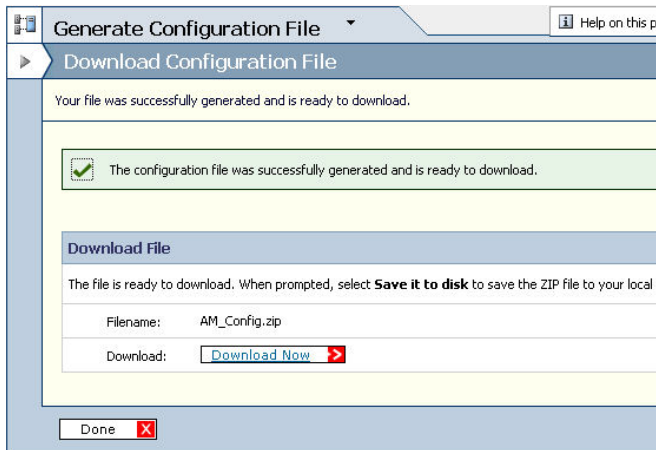 Generate Configuration File
Help on this p
Download Configuration File
Your file was successfully generated and is ready to download.
The configuration file was successfully generated and is ready to download.
Download File
The file is ready to download. When prompted, select Save it to disk to save the ZIP file to your local
Filename: AM_Config.zip
Download: Download Now
Done X